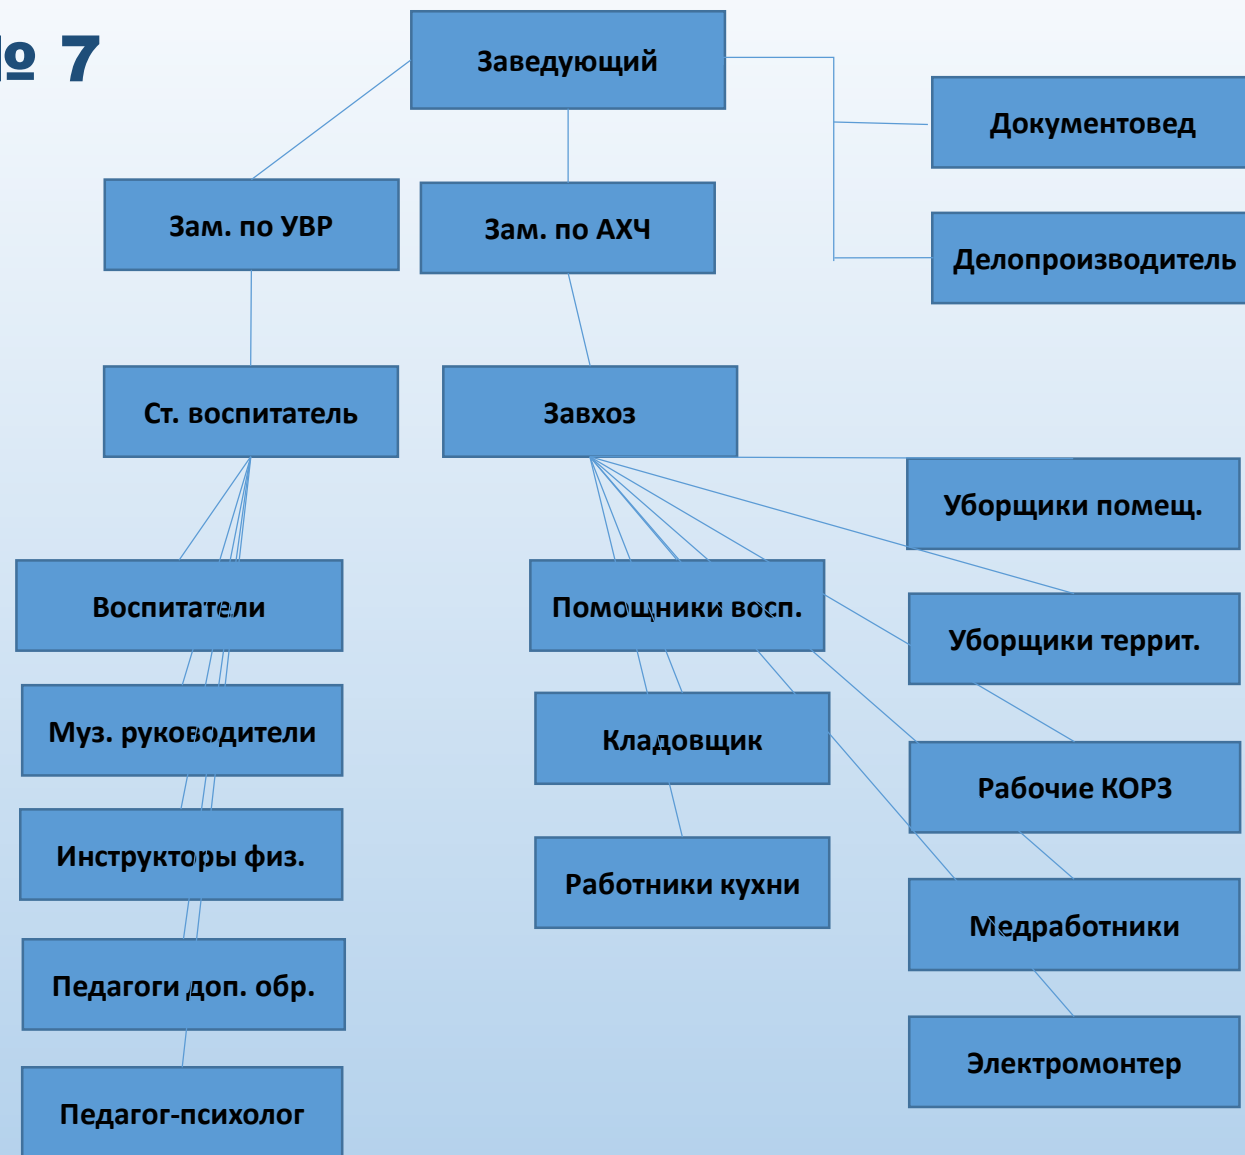 № 7
Заведующий
Документовед
Зам. по УВР
Зам. по АХЧ
Делопроизводитель
Ст. воспитатель
Завхоз
Уборщики помещ.
Воспитатели
Помощники восп.
Уборщики террит.
Муз. руководители
Кладовщик
Рабочие КОРЗ
Инструкторы физ.
Работники кухни
Медработники
Педагоги доп. обр.
Электромонтер
Педагог-психолог